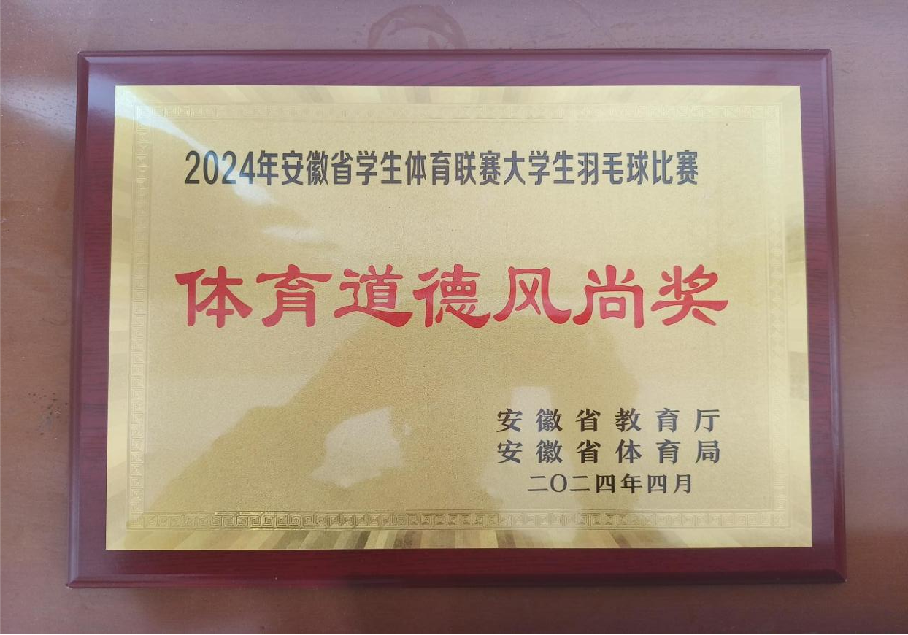 2024年安徽省学生体育联赛大学生羽毛球比赛
体育道德风尚奖
安徽省教育厅
安徽省体育局
二〇二四年四月